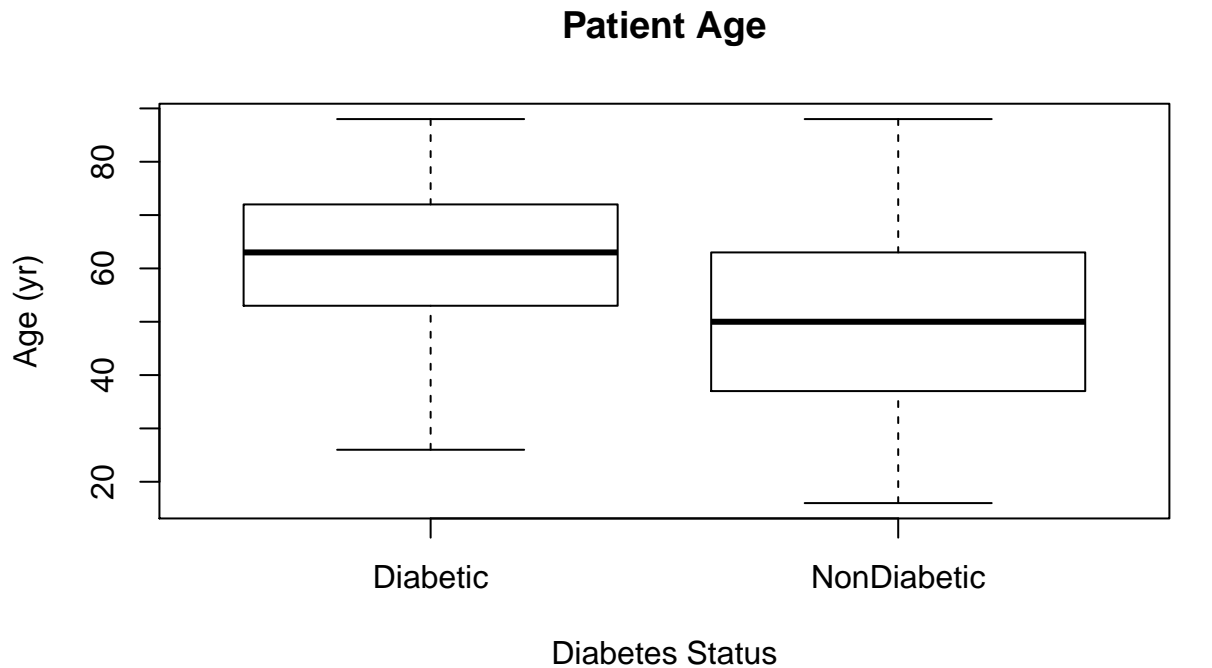 Patient Age
Age (yr)
80
60
40
20
Diabetic NonDiabetic
Diabetes Status